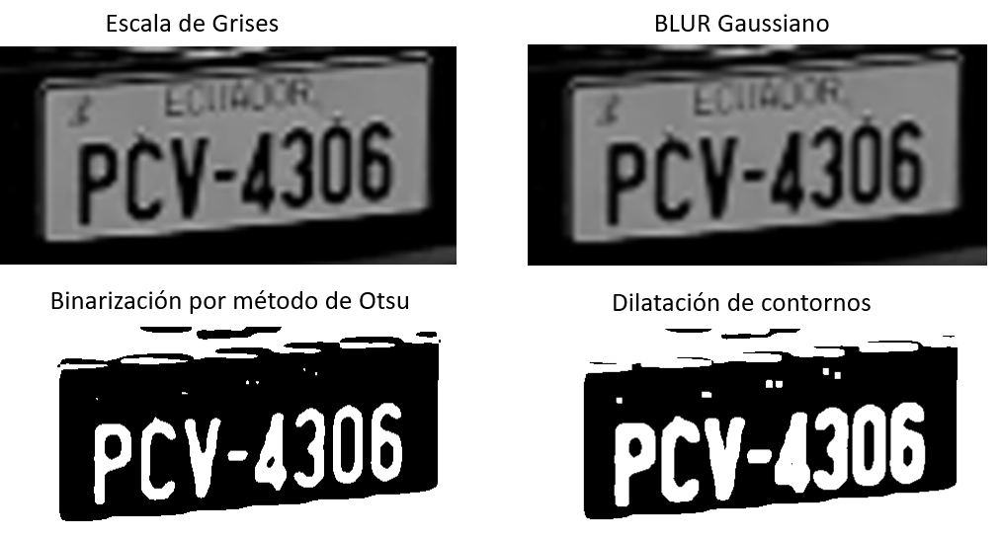 Escala de Grises
BLUR Gaussiano
ECUADOR
PCV-4306
ECUADOR
PCV-4306
Binarización por método de Otsu
Dilatación de contornos
PCV-4306
PCV-4306